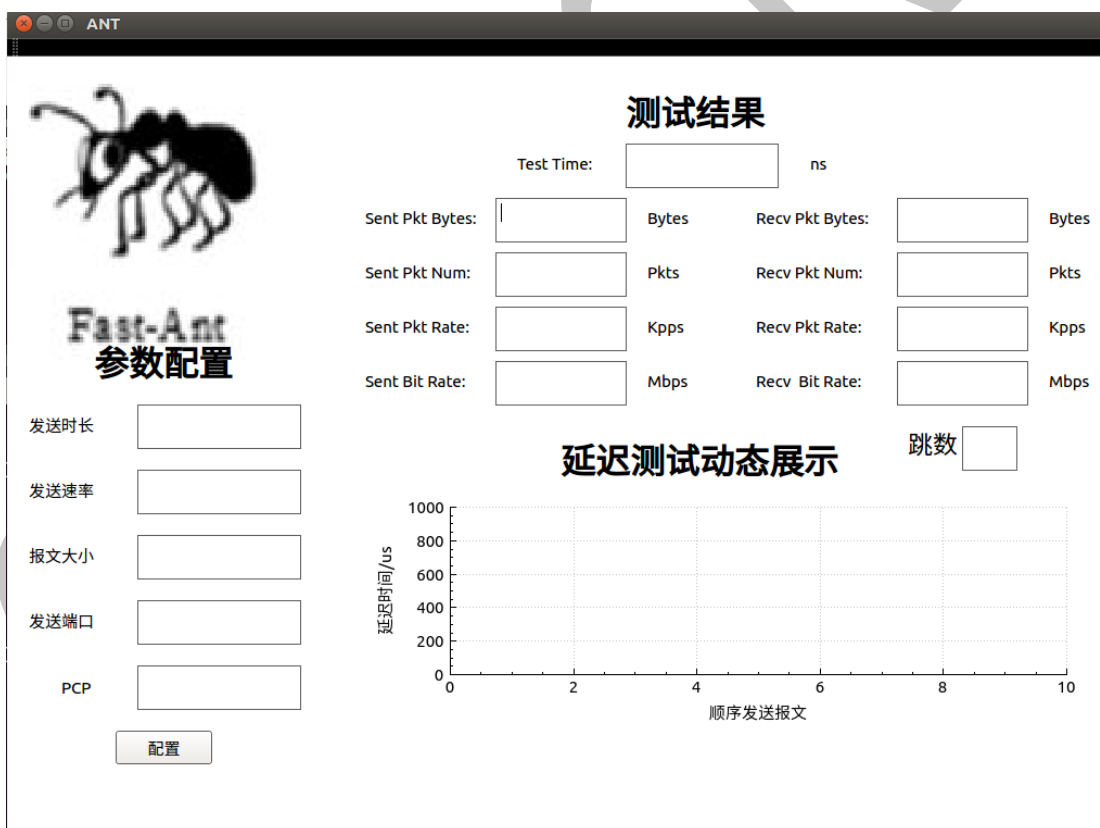 ANT
Fast-Ant
参数配置
发送时长
发送速率
报文大小
发送端口
PCP
配置
测试结果
Test Time: ns
Sent Pkt Bytes: Bytes Recv Pkt Bytes: Bytes
Sent Pkt Num: Pkts Recv Pkt Num: Pkts
Sent Pkt Rate: Kpps Recv Pkt Rate: Kpps
Sent Bit Rate: Mbps Recv Bit Rate: Mbps
延迟测试动态展示 跳数
延迟时间/us
1000
800
600
400
200
0
0 2 4 6 8 10
顺序发送报文